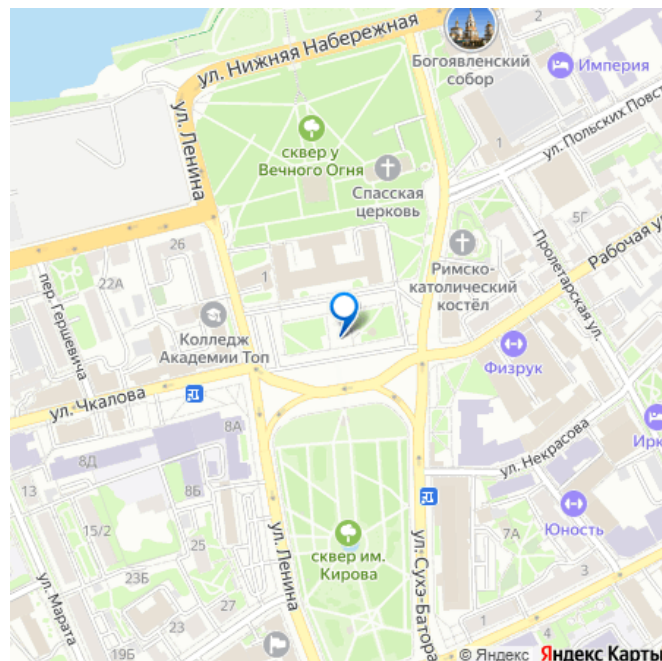 2
ул. Нижняя Набережная
Богоявленский
собор
Империя
ул. Ленина
сквер у
Вечного Огня
1
ул. Польских Повст
Спасская
церковь
5Г
26
Римско-
католический
костёл
Пролетарская ул.
Рабочая у
22А
1
пер. Гершевича
Колледж
Академии Топ
Физрук
ул. Чкалова
8А
ул. Некрасова
Ирк
8Д
13
8Б
15/2
25
ул. Ленина
сквер им.
Кирова
ул. Сухэ-Батора
7А
Юность
23Б
3
ул. Марата
19Б
1
4
© Яндекс Яндекс Карты